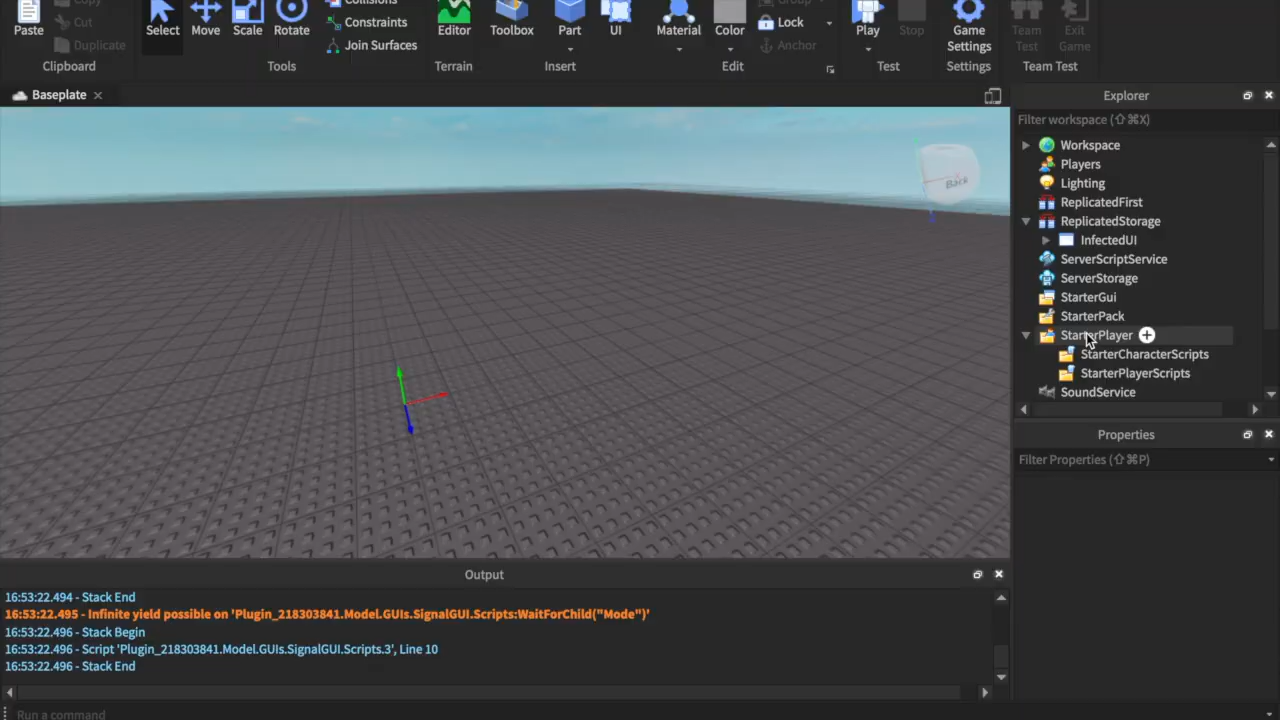 Copy
Collisions
Group
Paste
Cut
Select
Move
Scale
Rotate
Constraints
Editor
Toolbox
Part
UI
Material
Color
Lock
Play
Stop
Game Settings
Team Test
Exit Game
Duplicate
Join Surfaces
Anchor
Clipboard
Tools
Terrain
Insert
Edit
Test
Settings
Team Test
Baseplate
Explorer
Filter workspace (⇧⌘X)
Back
Workspace
Players
Lighting
ReplicatedFirst
ReplicatedStorage
InfectedUI
ServerScriptService
ServerStorage
StarterGui
StarterPack
StarterPlayer
StarterCharacterScripts
StarterPlayerScripts
SoundService
Properties
Filter Properties (⇧⌘P)
Output
16:53:22.494 - Stack End
16:53:22.495 - Infinite yield possible on 'Plugin_218303841.Model.GUIs.SignalGUI.Scripts:WaitForChild("Mode")'
16:53:22.496 - Stack Begin
16:53:22.496 - Script 'Plugin_218303841.Model.GUIs.SignalGUI.Scripts.3', Line 10
16:53:22.496 - Stack End
Run a command